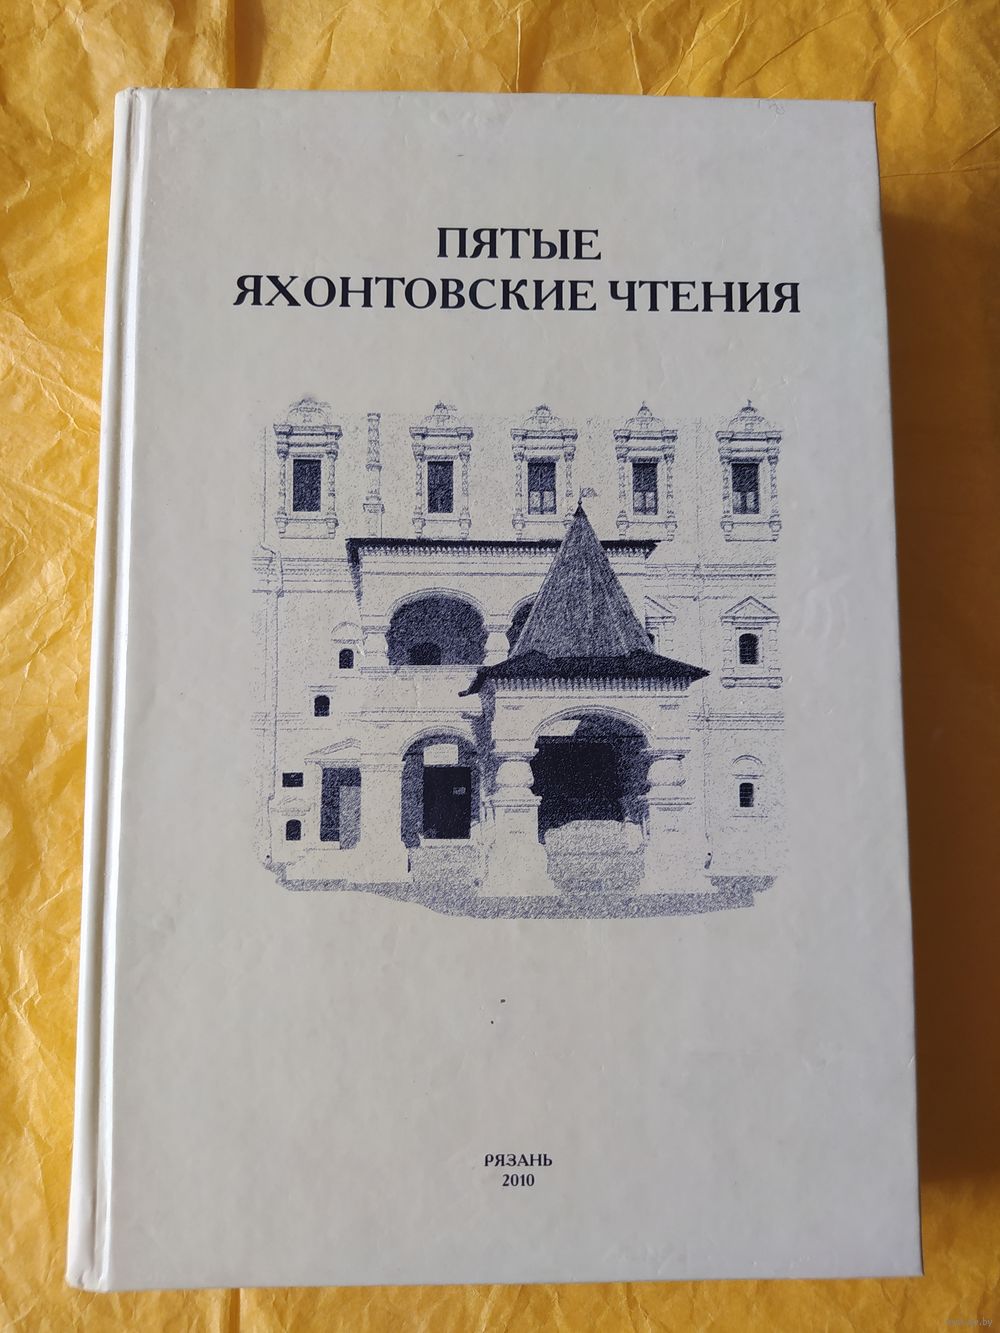 ПЯТЫЕ
ЯХОНТОВСКИЕ ЧТЕНИЯ
РЯЗАНЬ
2010